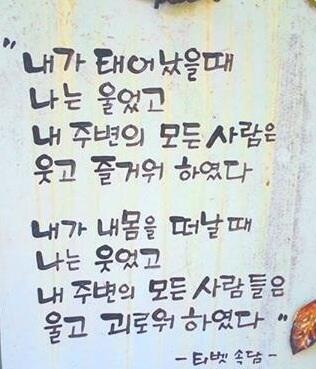 "내가 태어났을때
나는 울었고
내 주변의 모든 사람은
웃고 즐거워 하였다
내가 내몸을 떠날때
나는 웃었고
내 주변의 모든 사람들은
울고 괴로워 하였다"
- 티벳 속담 -